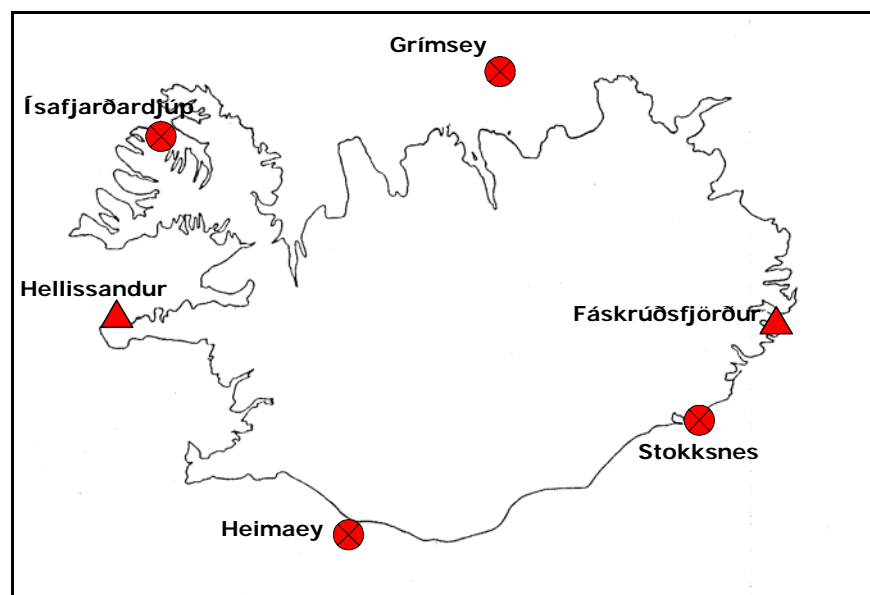 Grímsey
Ísafjarðardjúp
Hellissandur
Fáskrúðsfjörður
Stokksnes
Heimaey